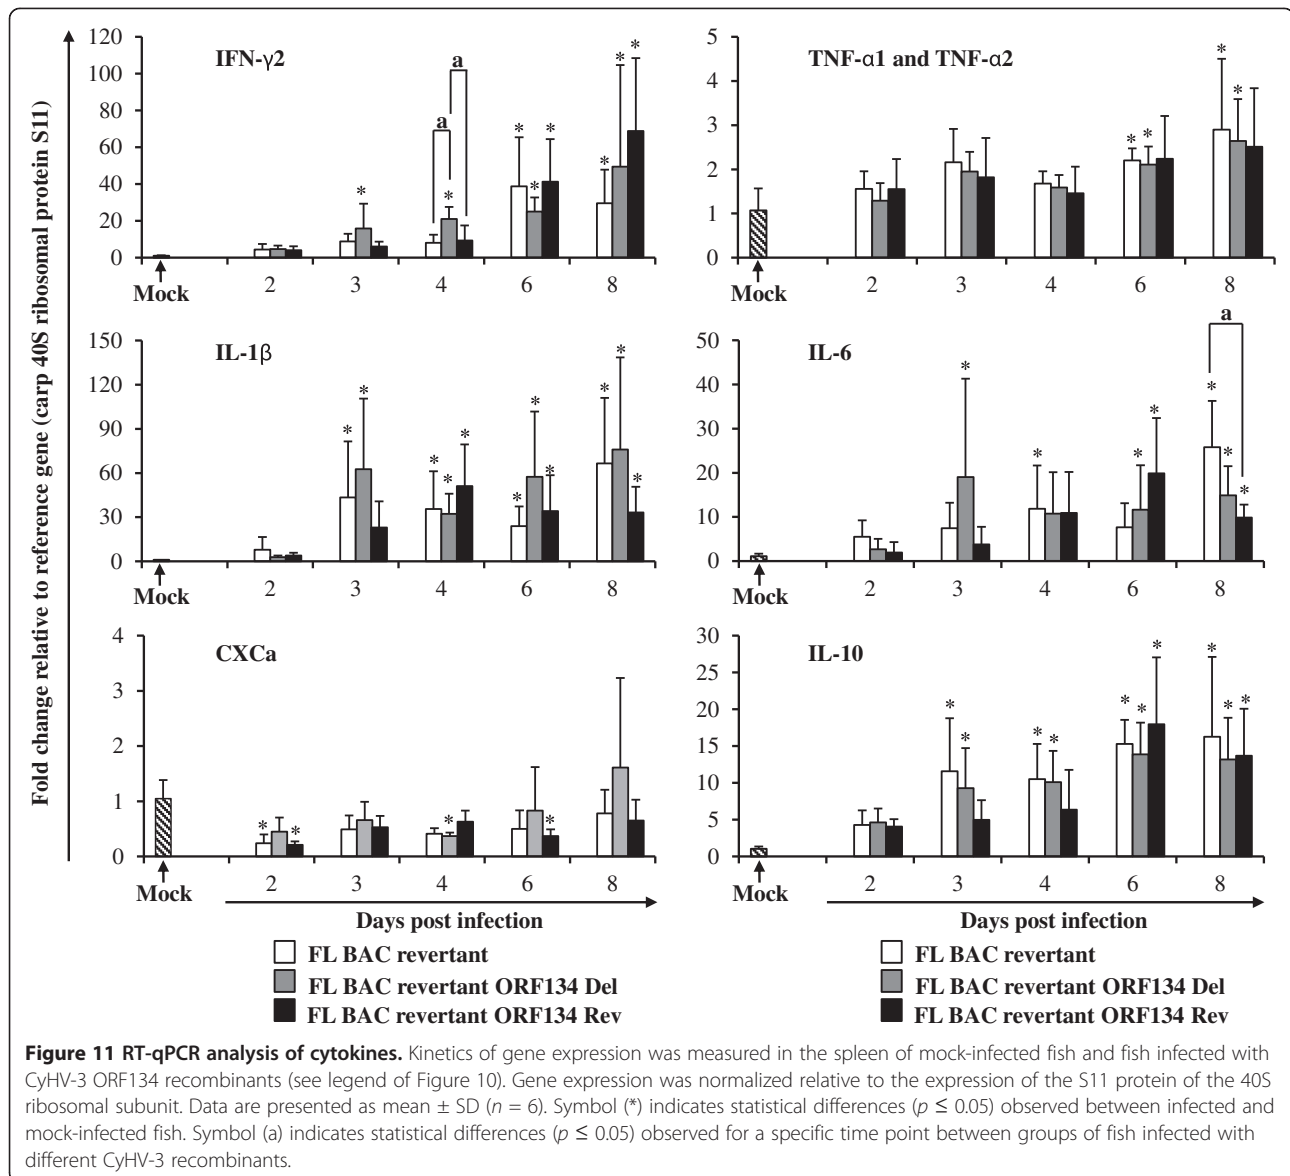 Fold change relative to reference gene (carp 40S ribosomal protein S11)
IFN-γ2
120
100
80
60
40
20
0
a
a
*
*
*
*
*
*
*
*
Mock
2 3 4 6 8
TNF-α1 and TNF-α2
5
4
3
2
1
0
*
*
*
*
Mock
2 3 4 6 8
IL-1β
150
120
90
60
30
0
*
*
*
*
*
*
*
*
*
*
*
Mock
2 3 4 6 8
IL-6
50
40
30
20
10
0
a
*
*
*
*
*
*
*
Mock
2 3 4 6 8
CXCa
4
3
2
1
0
*
*
*
*
Mock
2 3 4 6 8
Days post infection
IL-10
30
25
20
15
10
5
0
*
*
*
*
*
*
*
*
*
*
Mock
2 3 4 6 8
Days post infection
FL BAC revertant
FL BAC revertant ORF134 Del
FL BAC revertant ORF134 Rev
FL BAC revertant
FL BAC revertant ORF134 Del
FL BAC revertant ORF134 Rev
Figure 11 RT-qPCR analysis of cytokines. Kinetics of gene expression was measured in the spleen of mock-infected fish and fish infected with
CyHV-3 ORF134 recombinants (see legend of Figure 10). Gene expression was normalized relative to the expression of the S11 protein of the 40S
ribosomal subunit. Data are presented as mean ± SD (n = 6). Symbol (*) indicates statistical differences (p ≤ 0.05) observed between infected and
mock-infected fish. Symbol (a) indicates statistical differences (p ≤ 0.05) observed for a specific time point between groups of fish infected with
different CyHV-3 recombinants.